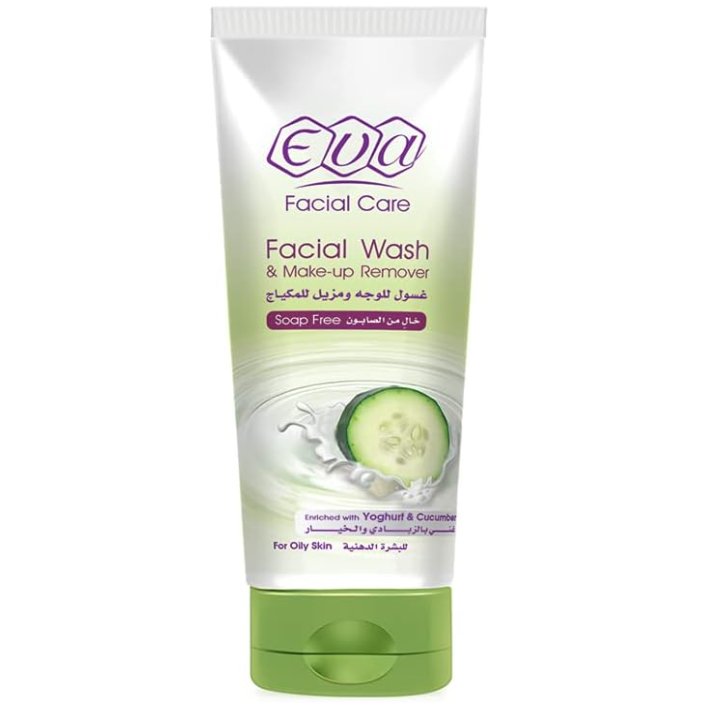 Eva
Facial Care
Facial Wash
& Make-up Remover
غسول للوجه ومزيل للمكياج
Soap Free خالٍ من الصابون
Enriched with Yoghurt & Cucumber
غني بالزبادي والخيار
For Oily Skin للبشرة الدهنية